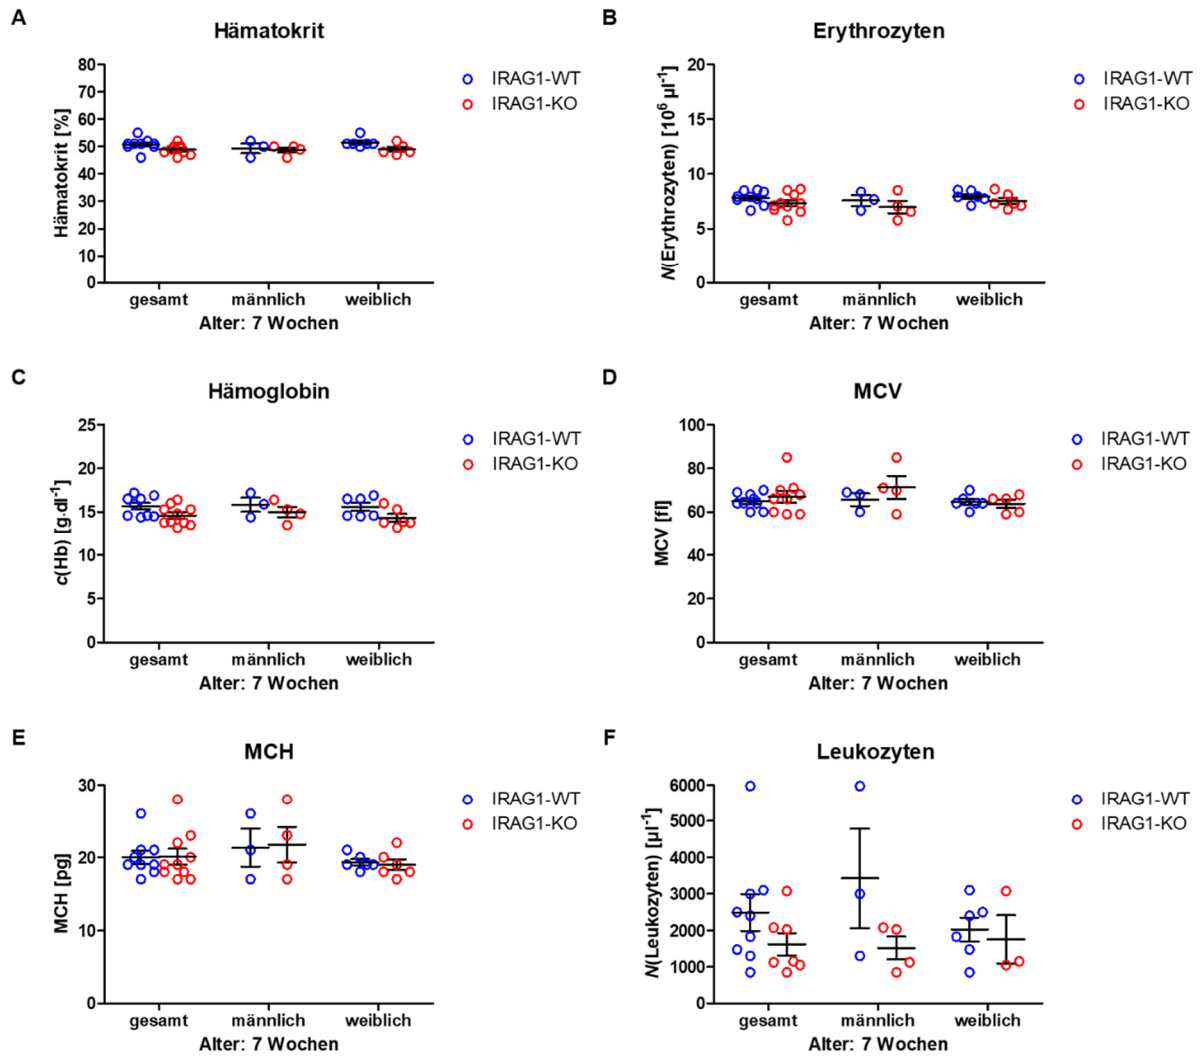 A
Hämatokrit
Hämatokrit [%]
80
70
60
50
40
30
20
10
0
gesamt
männlich
weiblich
Alter: 7 Wochen
IRAG1-WT
IRAG1-KO
B
Erythrozyten
N(Erythrozyten) [10⁶ µl⁻¹]
20
15
10
5
0
gesamt
männlich
weiblich
Alter: 7 Wochen
IRAG1-WT
IRAG1-KO
C
Hämoglobin
c(Hb) [g·dl⁻¹]
25
20
15
10
5
0
gesamt
männlich
weiblich
Alter: 7 Wochen
IRAG1-WT
IRAG1-KO
D
MCV
MCV [fl]
100
80
60
40
20
0
gesamt
männlich
weiblich
Alter: 7 Wochen
IRAG1-WT
IRAG1-KO
E
MCH
MCH [pg]
30
20
10
0
gesamt
männlich
weiblich
Alter: 7 Wochen
IRAG1-WT
IRAG1-KO
F
Leukozyten
N(Leukozyten) [µl⁻¹]
6000
5000
4000
3000
2000
1000
0
gesamt
männlich
weiblich
Alter: 7 Wochen
IRAG1-WT
IRAG1-KO